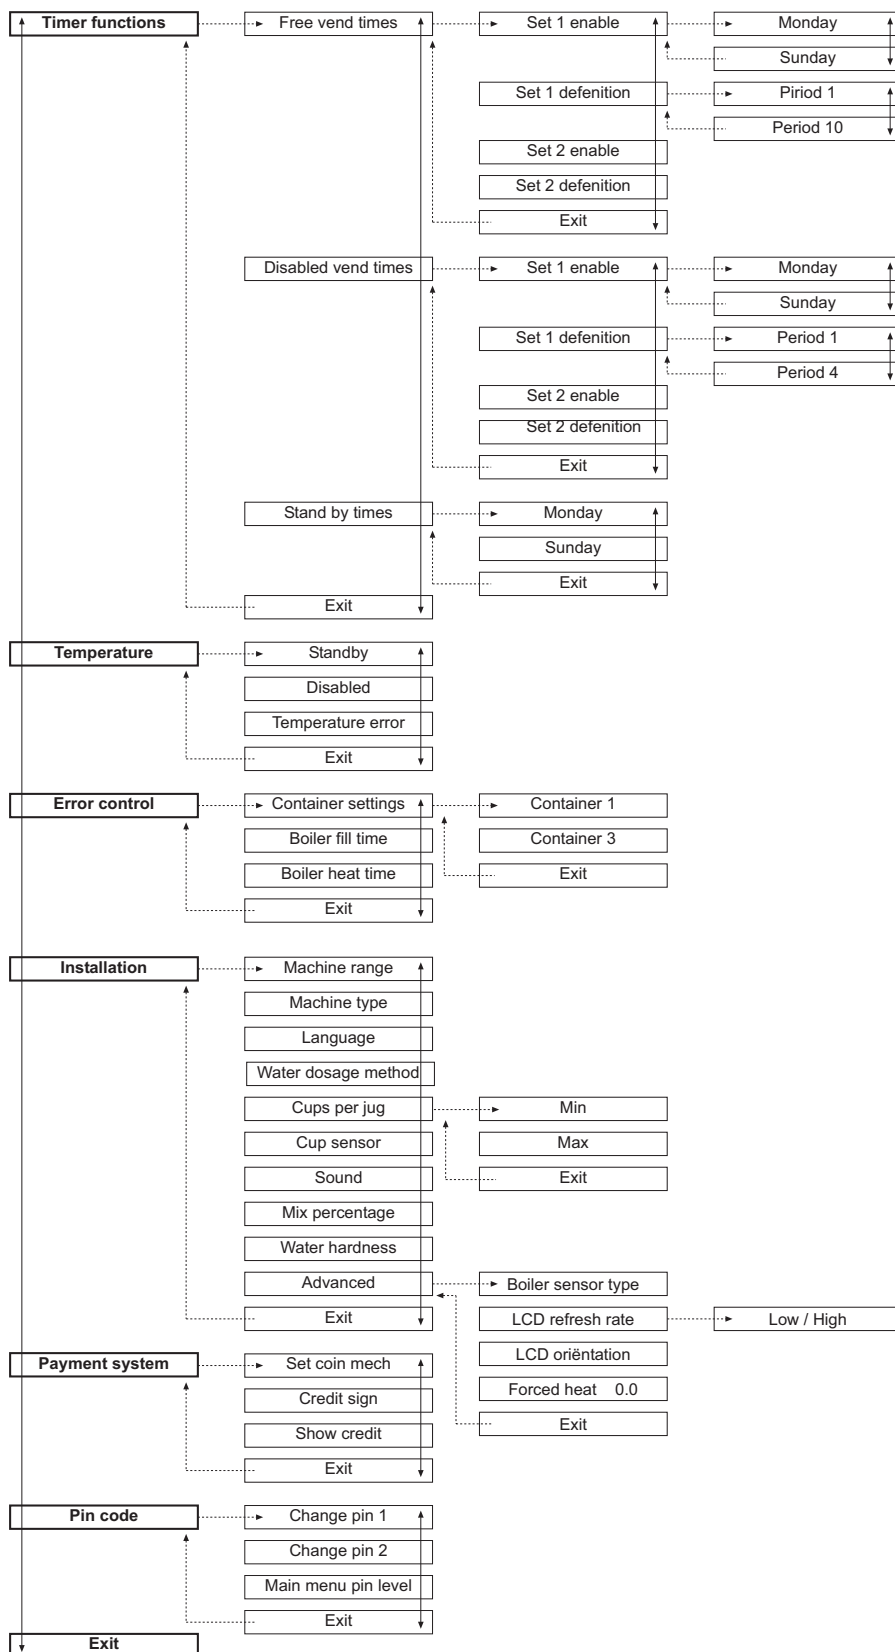 Timer functions
Free vend times
Set 1 enable
Monday
Sunday
Set 1 defenition
Piriod 1
Period 10
Set 2 enable
Set 2 defenition
Exit
Disabled vend times
Set 1 enable
Monday
Sunday
Set 1 defenition
Period 1
Period 4
Set 2 enable
Set 2 defenition
Exit
Stand by times
Monday
Sunday
Exit
Exit
Temperature
Standby
Disabled
Temperature error
Exit
Error control
Container settings
Container 1
Boiler fill time
Container 3
Boiler heat time
Exit
Exit
Installation
Machine range
Machine type
Language
Water dosage method
Cups per jug
Min
Cup sensor
Max
Sound
Exit
Mix percentage
Water hardness
Advanced
Boiler sensor type
Exit
LCD refresh rate
Low / High
Payment system
Set coin mech
LCD oriëntation
Credit sign
Forced heat 0.0
Show credit
Exit
Exit
Pin code
Change pin 1
Change pin 2
Main menu pin level
Exit
Exit